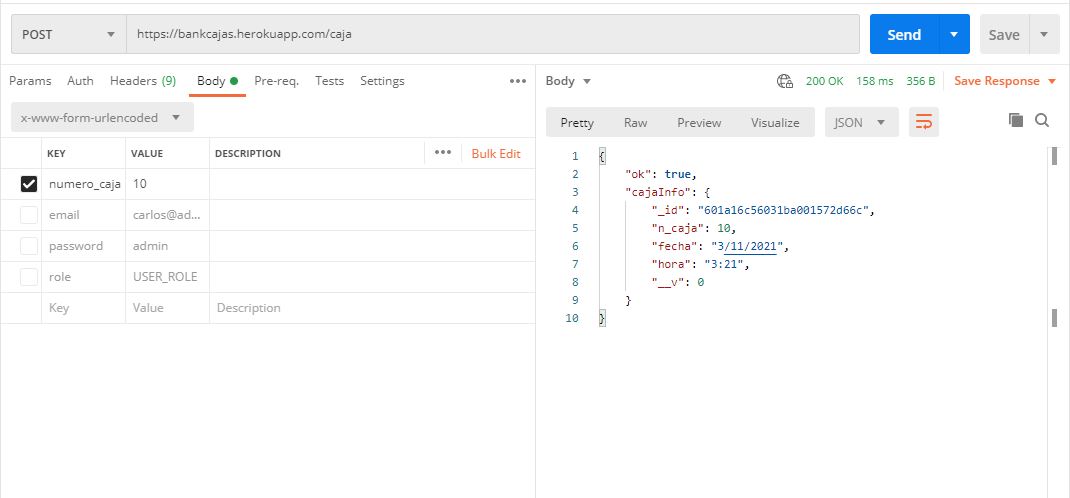 POST https://bankcajas.herokuapp.com/caja Send Save
Params Auth Headers (9) Body Pre-req. Tests Settings ••• Body 200 OK 158 ms 356 B Save Response
x-www-form-urlencoded Pretty Raw Preview Visualize JSON
KEY VALUE DESCRIPTION ••• Bulk Edit
numero_caja 10
email carlos@ad...
password admin
role USER_ROLE
Key Value Description
1 {
2 "ok": true,
3 "cajaInfo": {
4 "_id": "601a16c56031ba001572d66c",
5 "n_caja": 10,
6 "fecha": "3/11/2021",
7 "hora": "3:21",
8 "__v": 0
9 }
10 }